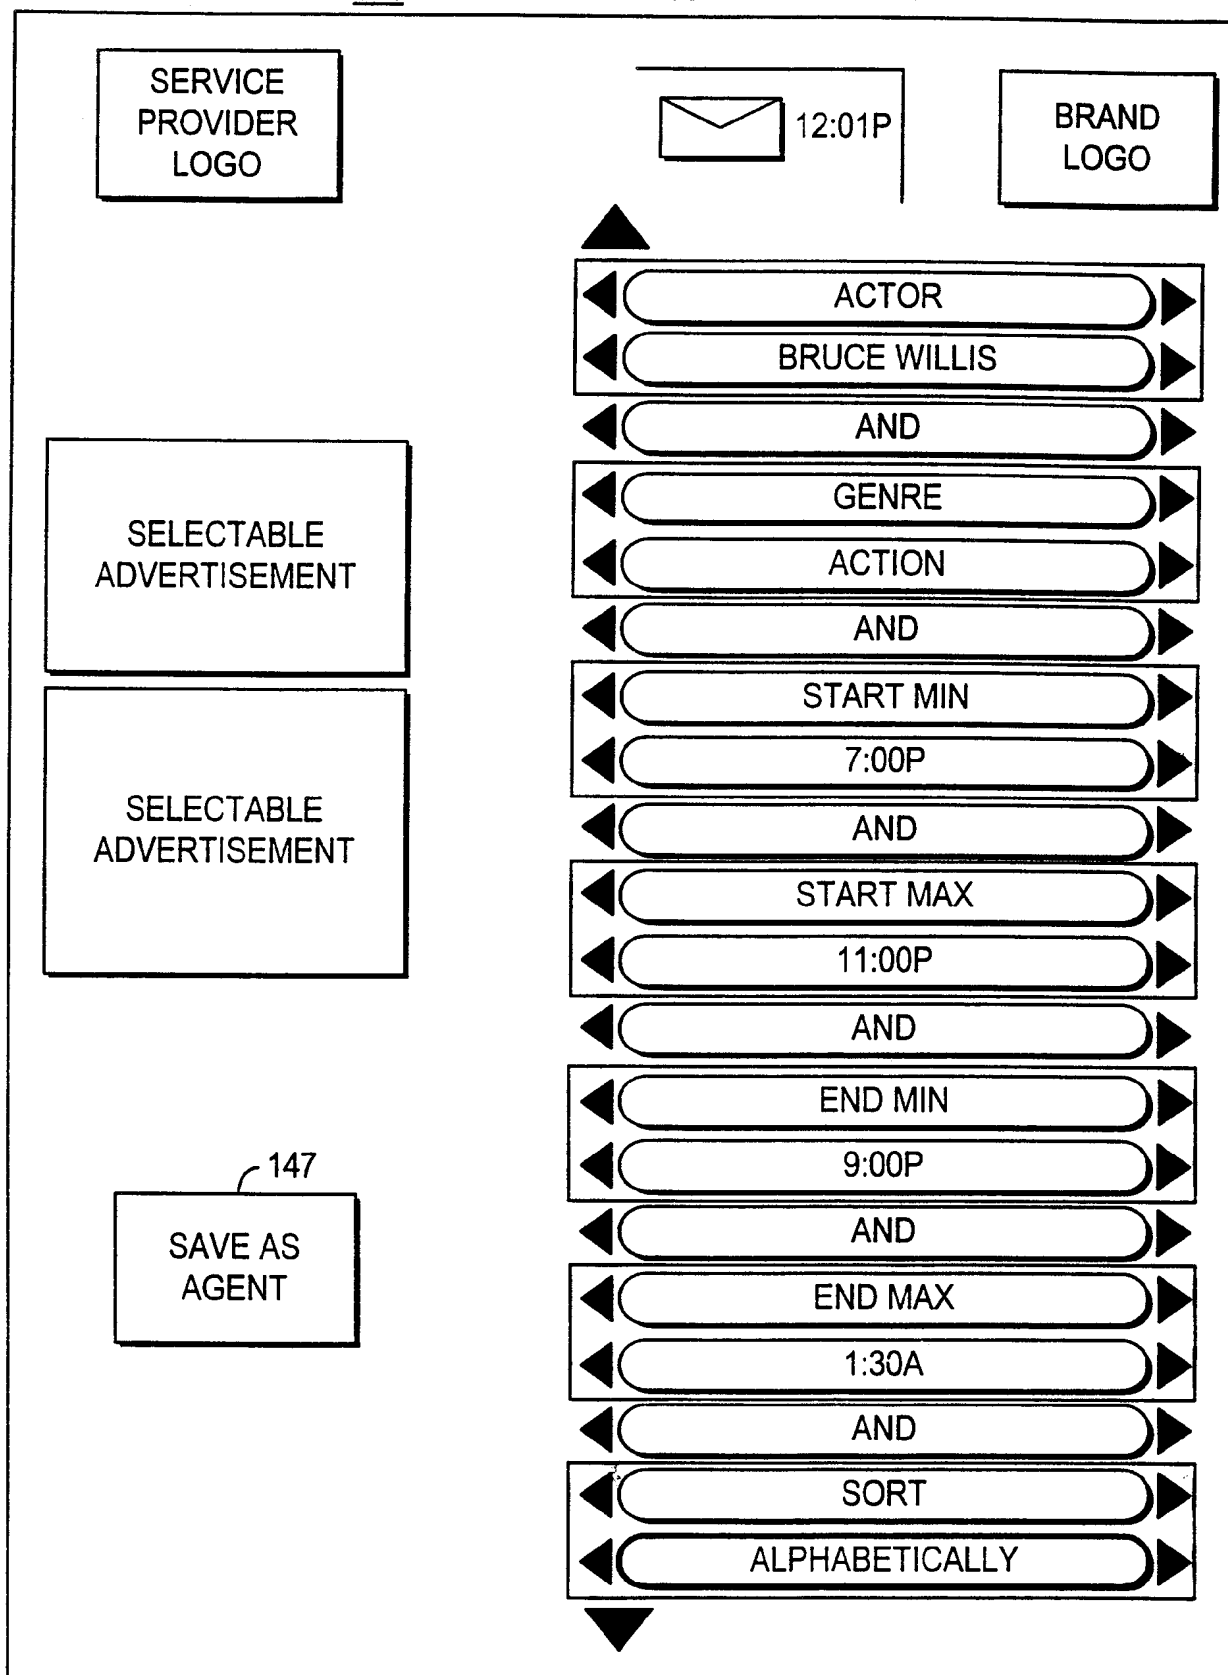 SERVICE
PROVIDER
LOGO
12:01P
BRAND
LOGO
ACTOR
BRUCE WILLIS
AND
GENRE
ACTION
AND
START MIN
7:00P
AND
START MAX
11:00P
AND
END MIN
9:00P
AND
END MAX
1:30A
AND
SORT
ALPHABETICALLY
SELECTABLE
ADVERTISEMENT
SELECTABLE
ADVERTISEMENT
147
SAVE AS
AGENT